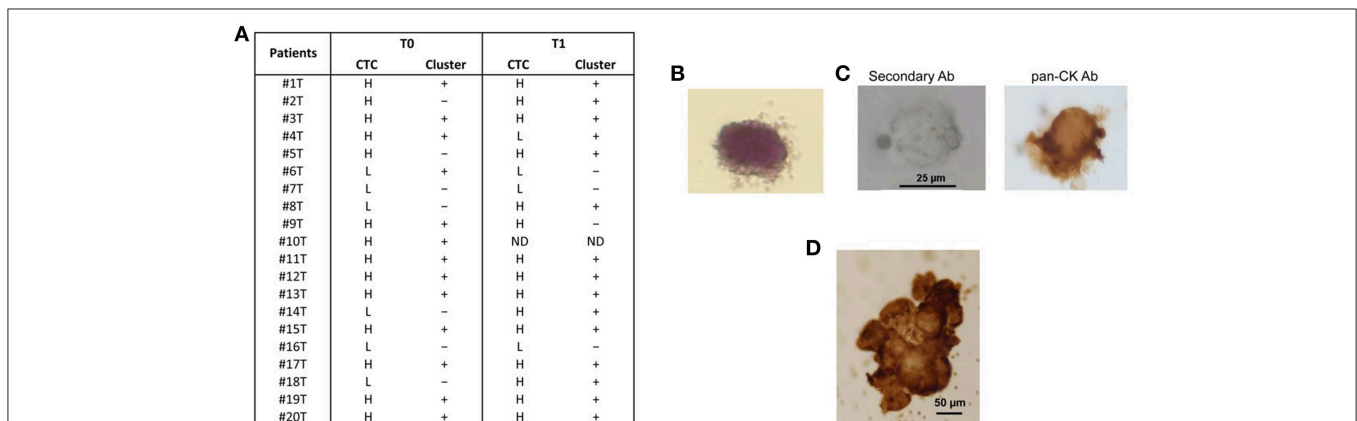 A
Patients T0 T1
CTC Cluster CTC Cluster
#1T H + H +
#2T H – H +
#3T H + H +
#4T H + L +
#5T H – H +
#6T L + L –
#7T L – L –
#8T L – H +
#9T H + H –
#10T H + ND ND
#11T H + H +
#12T H + H +
#13T H + H +
#14T L – H +
#15T H + H +
#16T L – L –
#17T H + H +
#18T L – H +
#19T H + H +
#20T H + H +
B
C
Secondary Ab pan-CK Ab
25 µm
D
50 µm